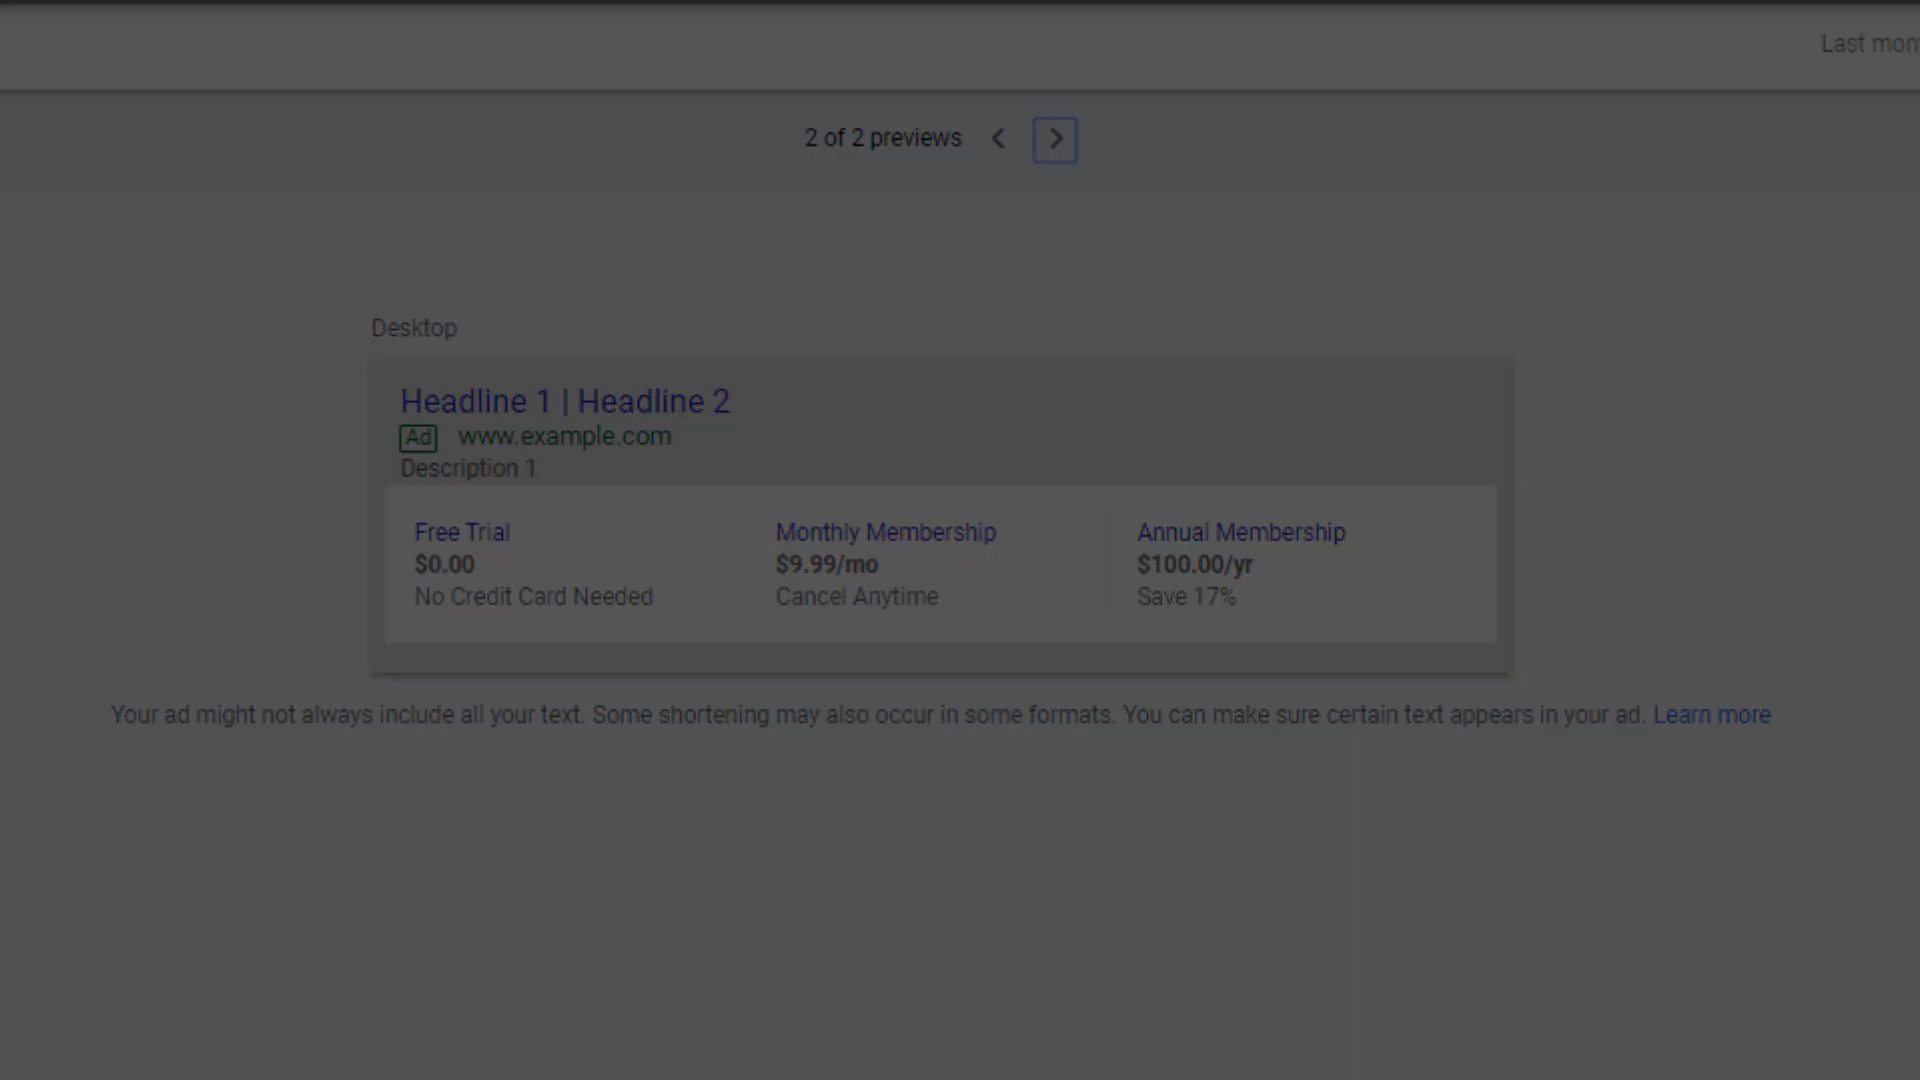 Last mon
2 of 2 previews
Desktop
Headline 1 | Headline 2
Ad www.example.com
Description 1
Free Trial
$0.00
No Credit Card Needed
Monthly Membership
$9.99/mo
Cancel Anytime
Annual Membership
$100.00/yr
Save 17%
Your ad might not always include all your text. Some shortening may also occur in some formats. You can make sure certain text appears in your ad. Learn more